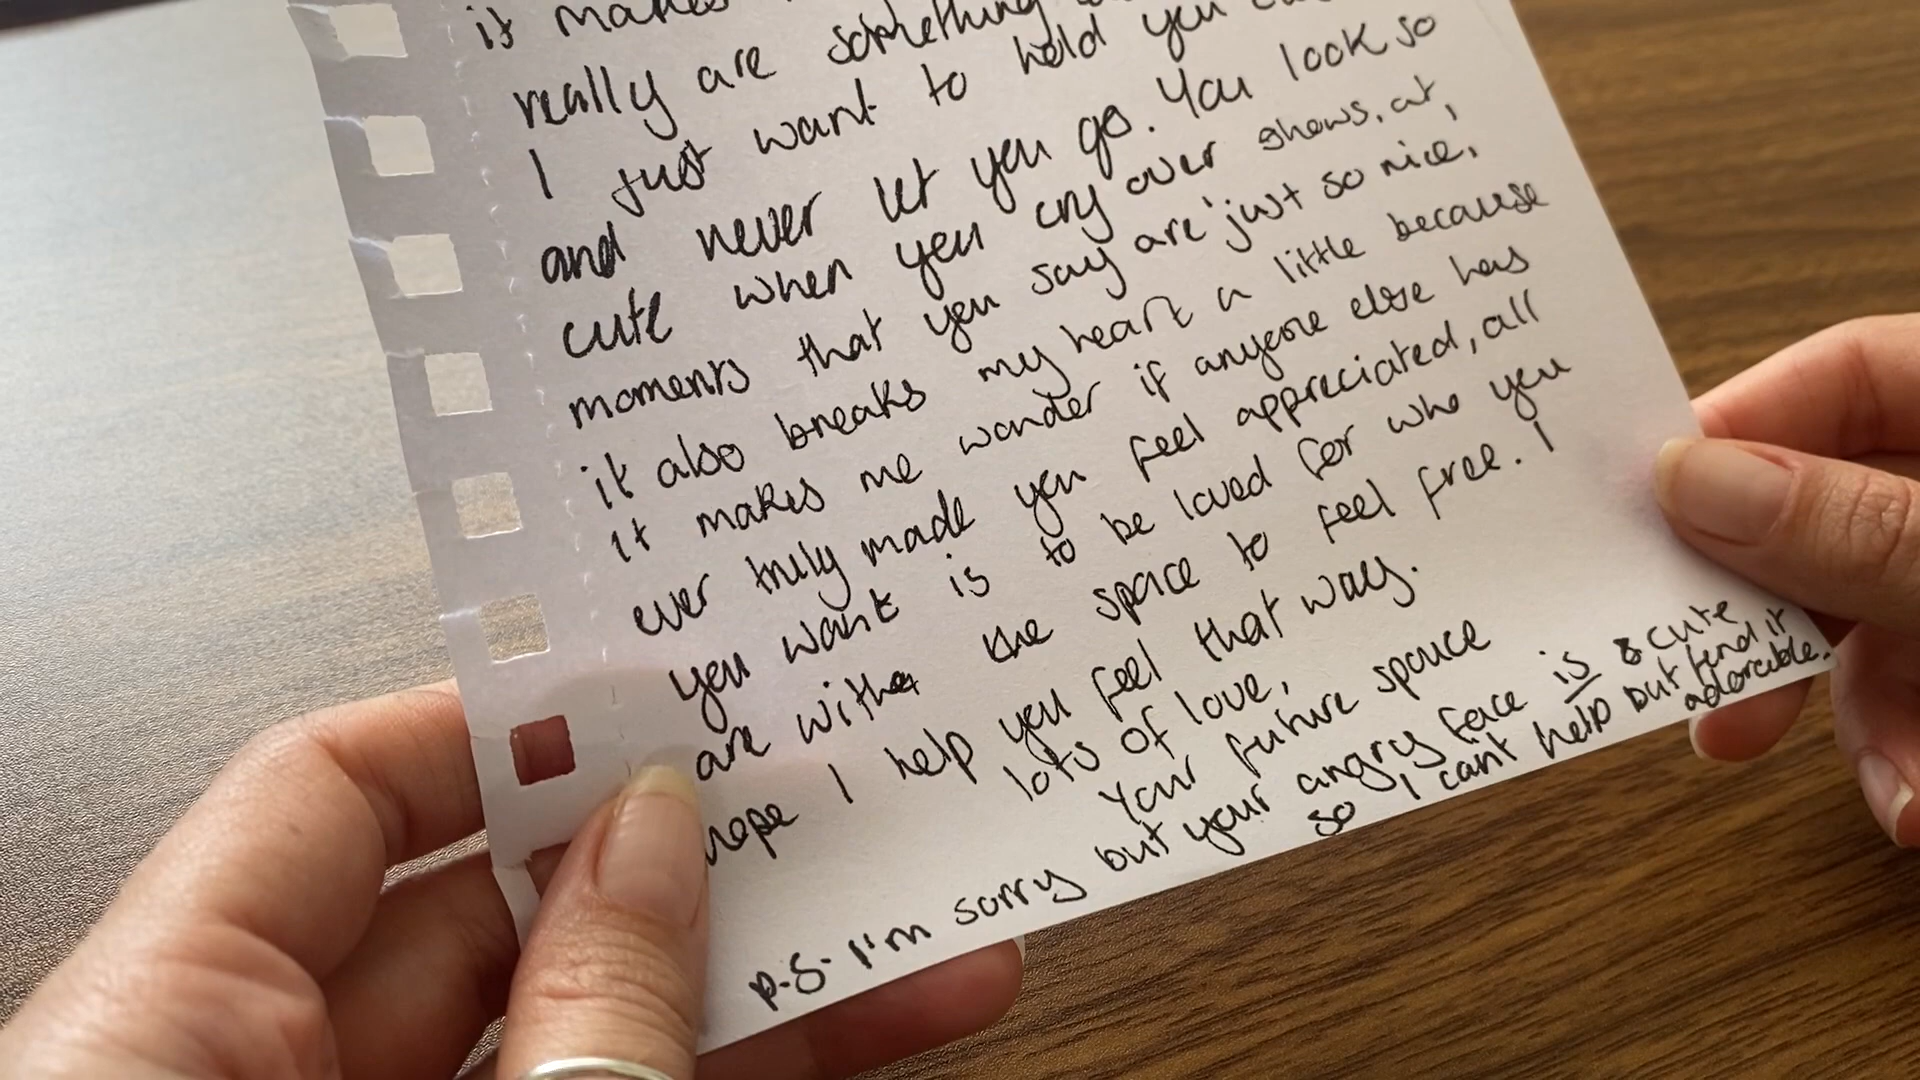 it makes
really are something
I just want to hold you
and never let you go. You look so
cute when you cry over shows, at,
moments that you say are just so nice,
it also breaks my heart a little because
it makes me wonder if anyone else has
ever truly made you feel appreciated, all
you want is to be loved for who you
are with the space to feel free. I
hope I help you feel that way.
lots of love,
Your future spouce
p.s. I'm sorry but your angry face is cute
so I can't help but find it
adorable.